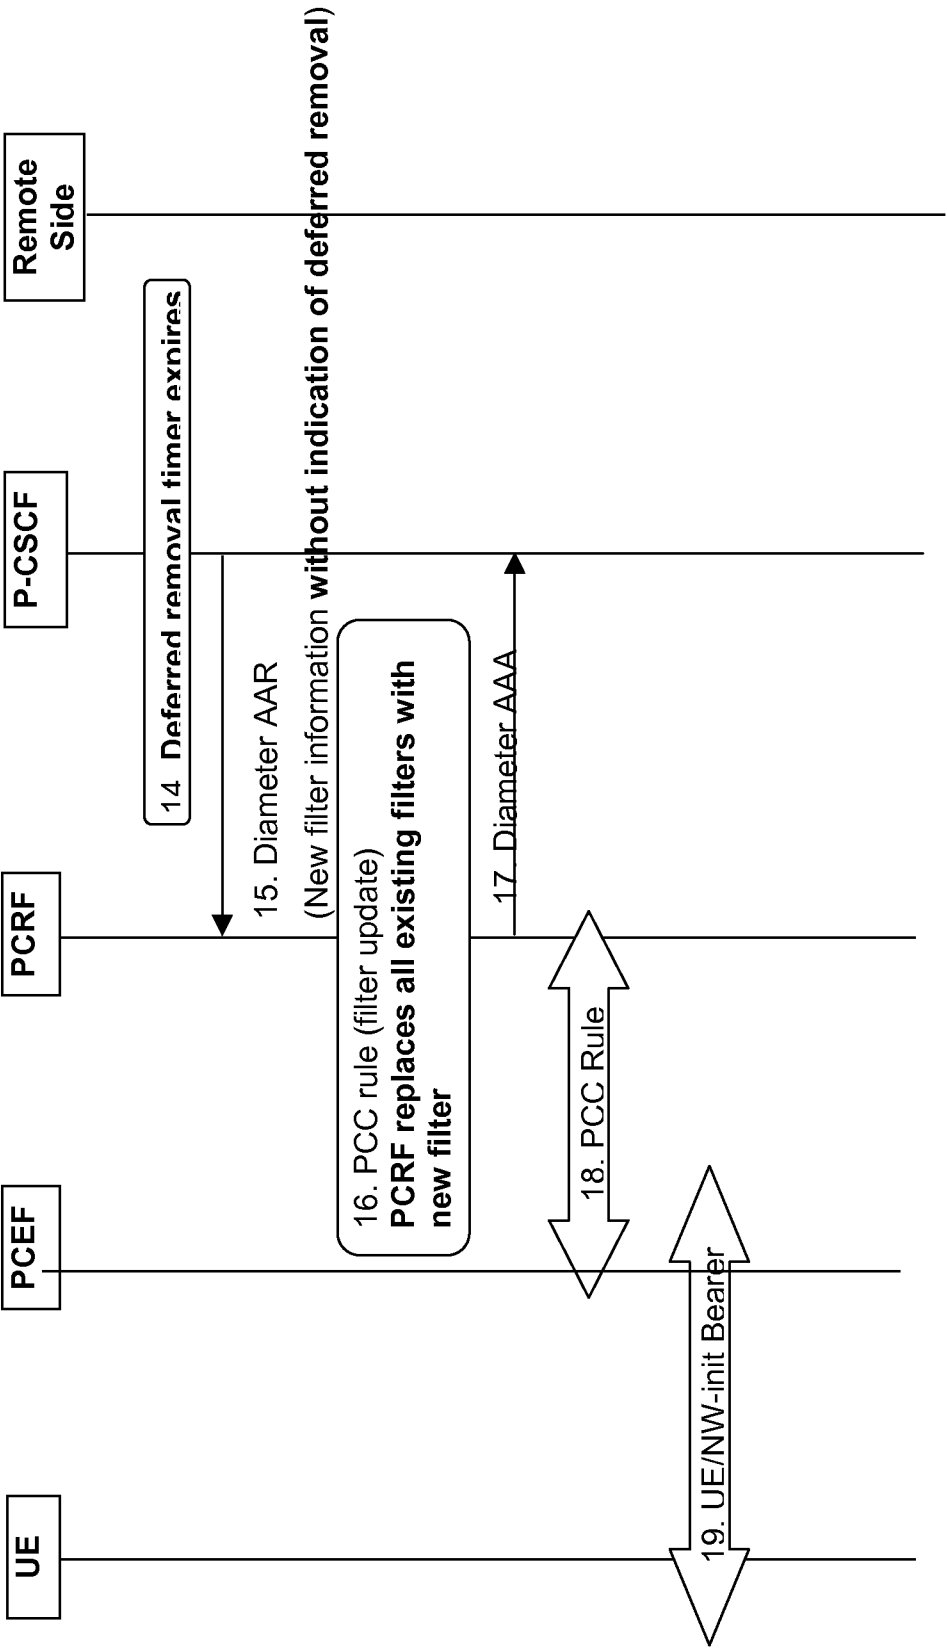 UE
PCEF
PCRF
P-CSCF
Remote
Side
14 Deferred removal timer expires
15. Diameter AAR
(New filter information without indication of deferred removal)
16. PCC rule (filter update)
PCRF replaces all existing filters with
new filter
17. Diameter AAA
18. PCC Rule
19. UE/NW-init Bearer